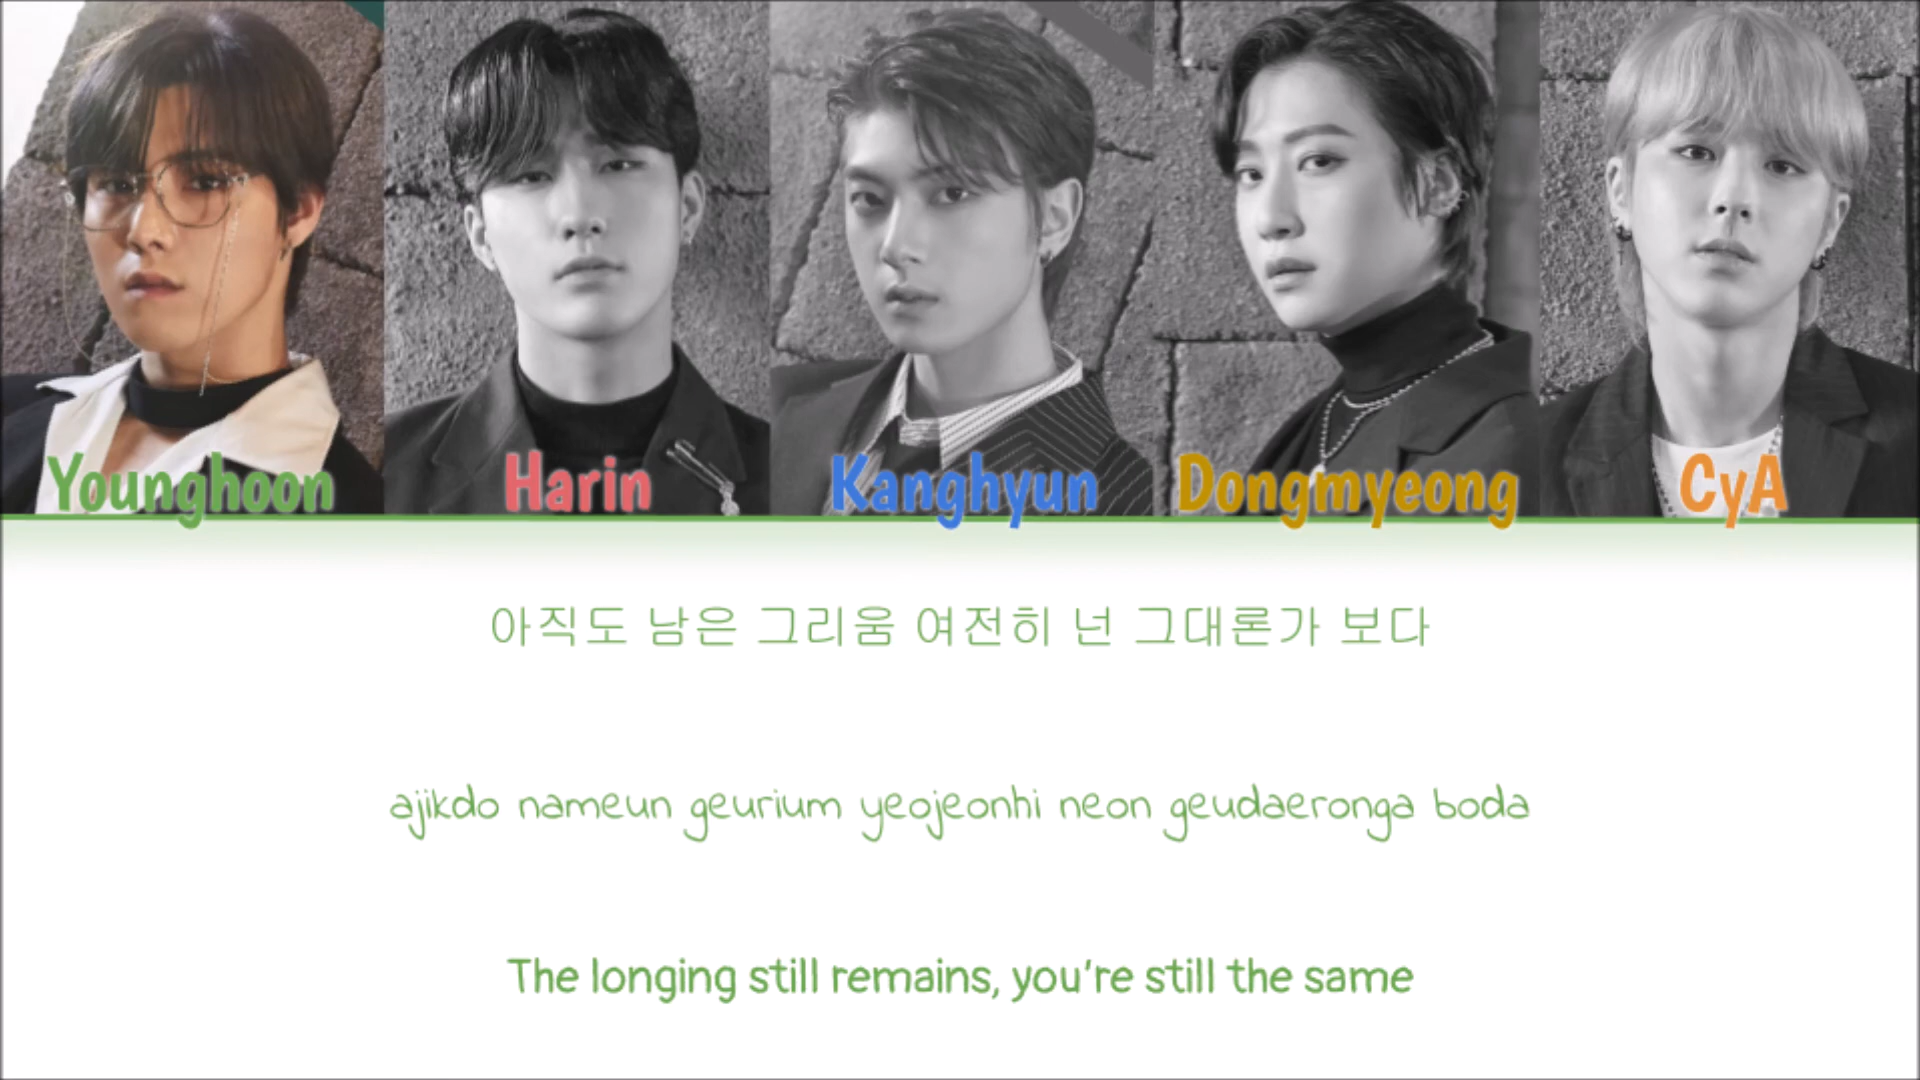 Younghoon Harin Kanghyun Dongmyeong CyA
아직도 남은 그리움 여전히 넌 그대론가 보다
ajikdo nameun geurium yeojeonhi neon geudaeronga boda
The longing still remains, you're still the same